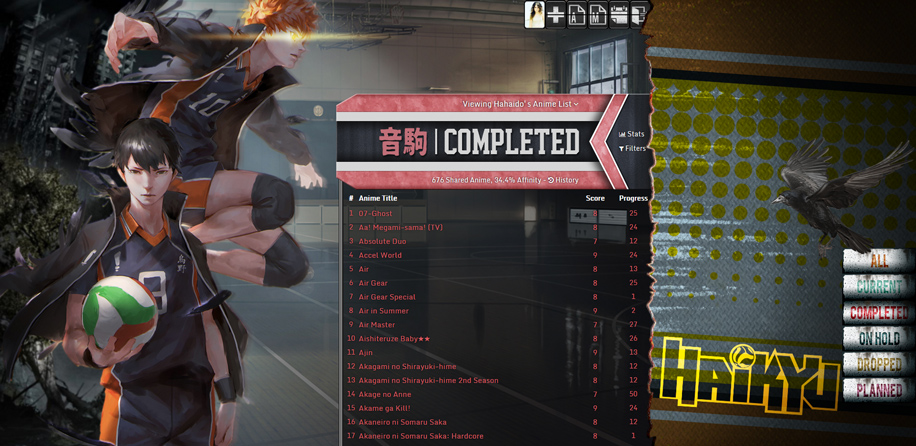 Viewing Hahaido's Anime List
音駒 | COMPLETED
Stats
Filters
676 Shared Anime, 34.4% Affinity - History
# Anime Title Score Progress
1 07-Ghost 8 25
2 Aa! Megami-sama! (TV) 8 24
3 Absolute Duo 7 12
4 Accel World 9 24
5 Air 8 13
6 Air Gear 8 25
7 Air Gear Special 8 1
8 Air in Summer 9 2
9 Air Master 7 27
10 Aishiteruze Baby★★ 8 26
11 Ajin 9 13
12 Akagami no Shirayuki-hime 8 12
13 Akagami no Shirayuki-hime 2nd Season 8 12
14 Akage no Anne 7 50
15 Akame ga Kill! 9 24
16 Akaneiro ni Somaru Saka 8 12
17 Akaneiro ni Somaru Saka: Hardcore 8 1
A
M
10
烏野
9
ALL
CURRENT
COMPLETED
ON HOLD
DROPPED
PLANNED
HAIKYU